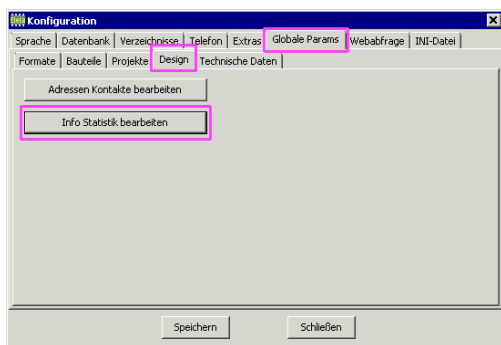 Konfiguration
Sprache Datenbank Verzeichnisse Telefon Extras Globale Params Webabfrage INI-Datei
Formate Bauteile Projekte Design Technische Daten
Adressen Kontakte bearbeiten
Info Statistik bearbeiten
Speichern Schließen